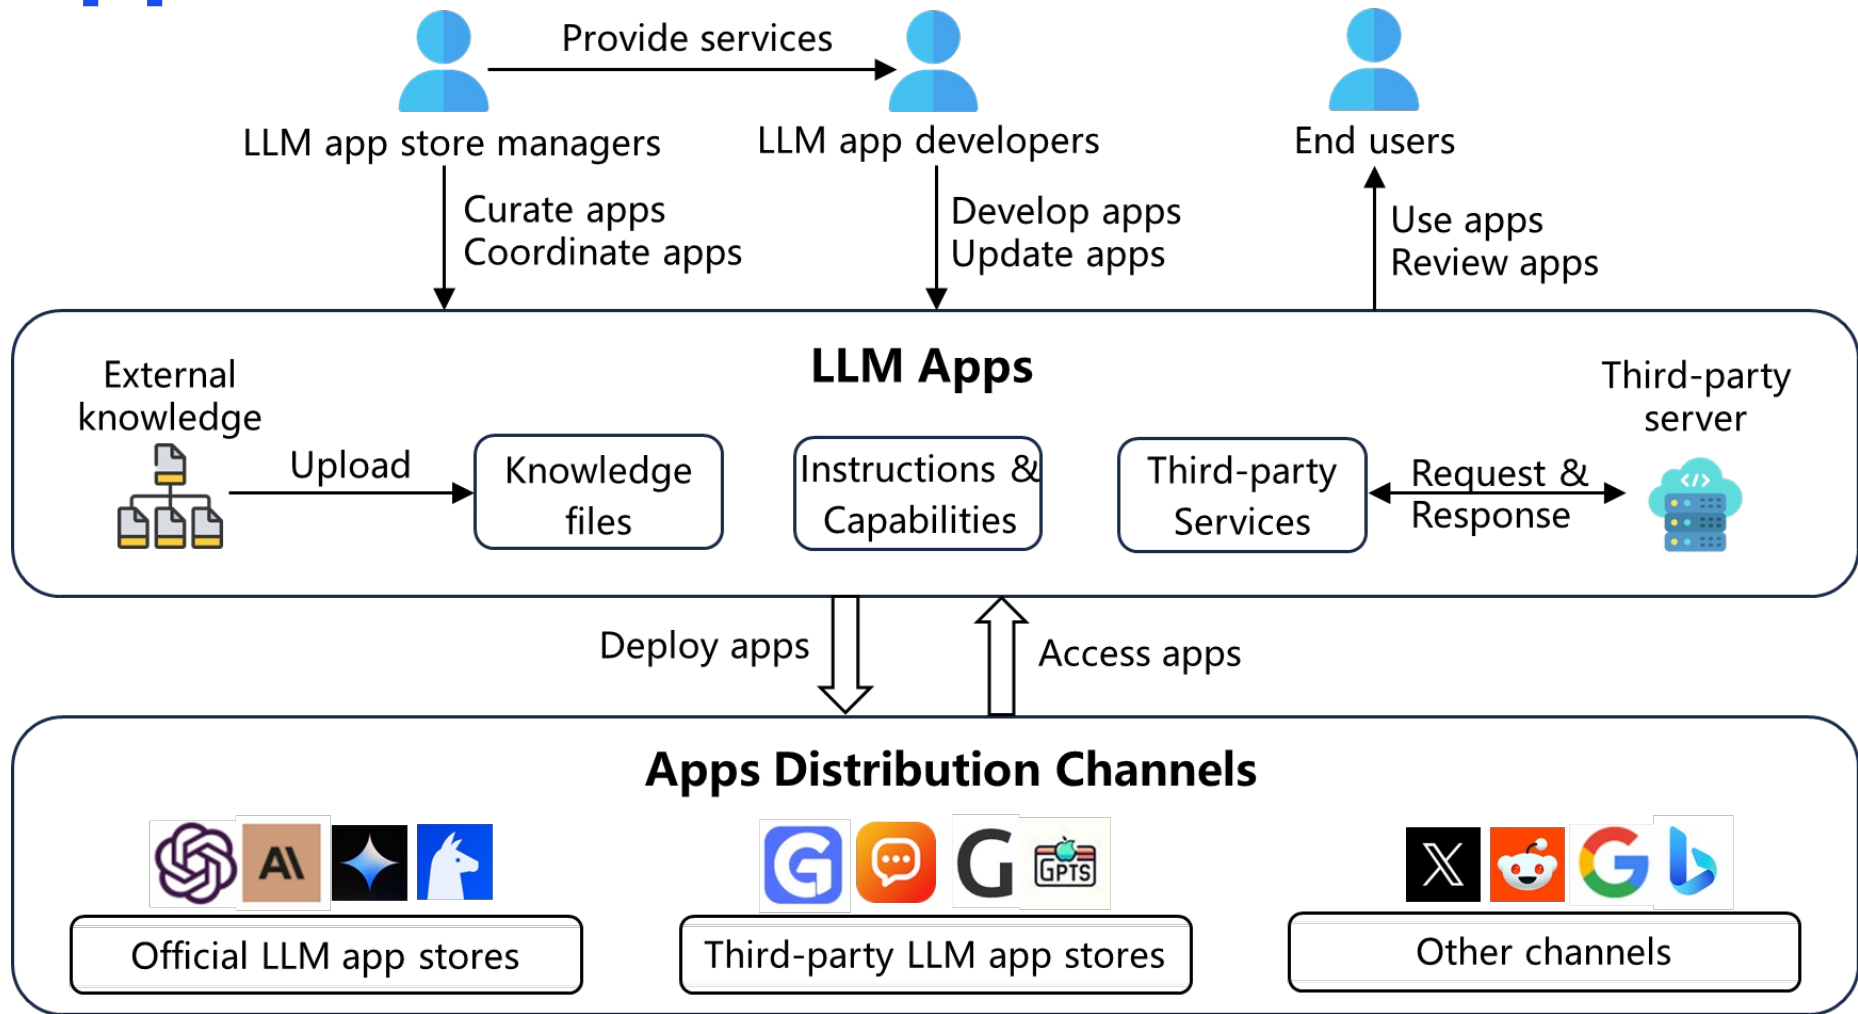 Provide services
LLM app store managers
LLM app developers
End users
Curate apps
Coordinate apps
Develop apps
Update apps
Use apps
Review apps
LLM Apps
External
knowledge
Upload
Knowledge
files
Instructions &
Capabilities
Third-party
Services
Request &
Response
Third-party
server
Deploy apps
Access apps
Apps Distribution Channels
GPTS
Official LLM app stores
Third-party LLM app stores
Other channels